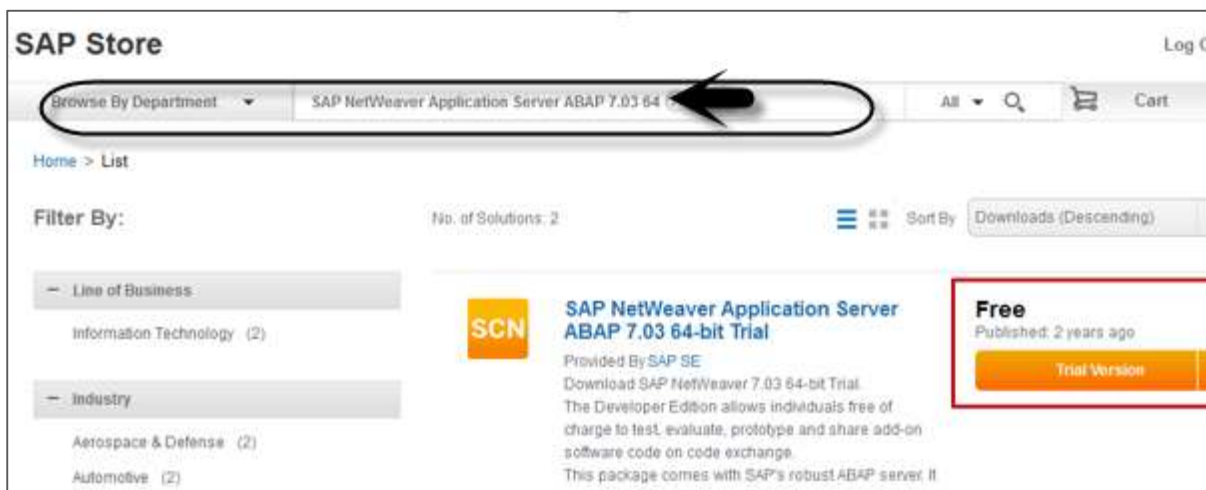 SAP Store
Log
Browse By Department
SAP NetWeaver Application Server ABAP 7.03 64
All
Cart
Home > List
Filter By:
No. of Solutions: 2
Sort By
Downloads (Descending)
− Line of Business
Information Technology (2)
− Industry
Aerospace & Defense (2)
Automotive (2)
SCN
SAP NetWeaver Application Server
ABAP 7.03 64-bit Trial
Provided By SAP SE
Download SAP NetWeaver 7.03 64-bit Trial.
The Developer Edition allows individuals free of
charge to test, evaluate, prototype and share add-on
software code on code exchange.
This package comes with SAP's robust ABAP server. It
Free
Published: 2 years ago
Trial Version